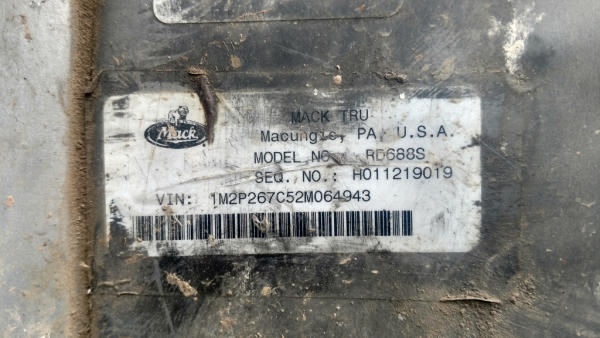 Mack
MACK TRU
Macungie, PA, U.S.A.
MODEL NO. RD688S
SEQ. NO.: H011219019
VIN: 1M2P267C52M064943